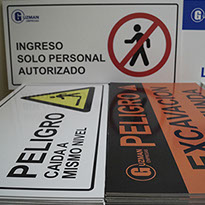 GUZMAN
INGRESO
SOLO PERSONAL
AUTORIZADO
PELIGRO
CAIDA A
MISMO NIVEL
PELIGRO
EXCAVACION
GUZMAN